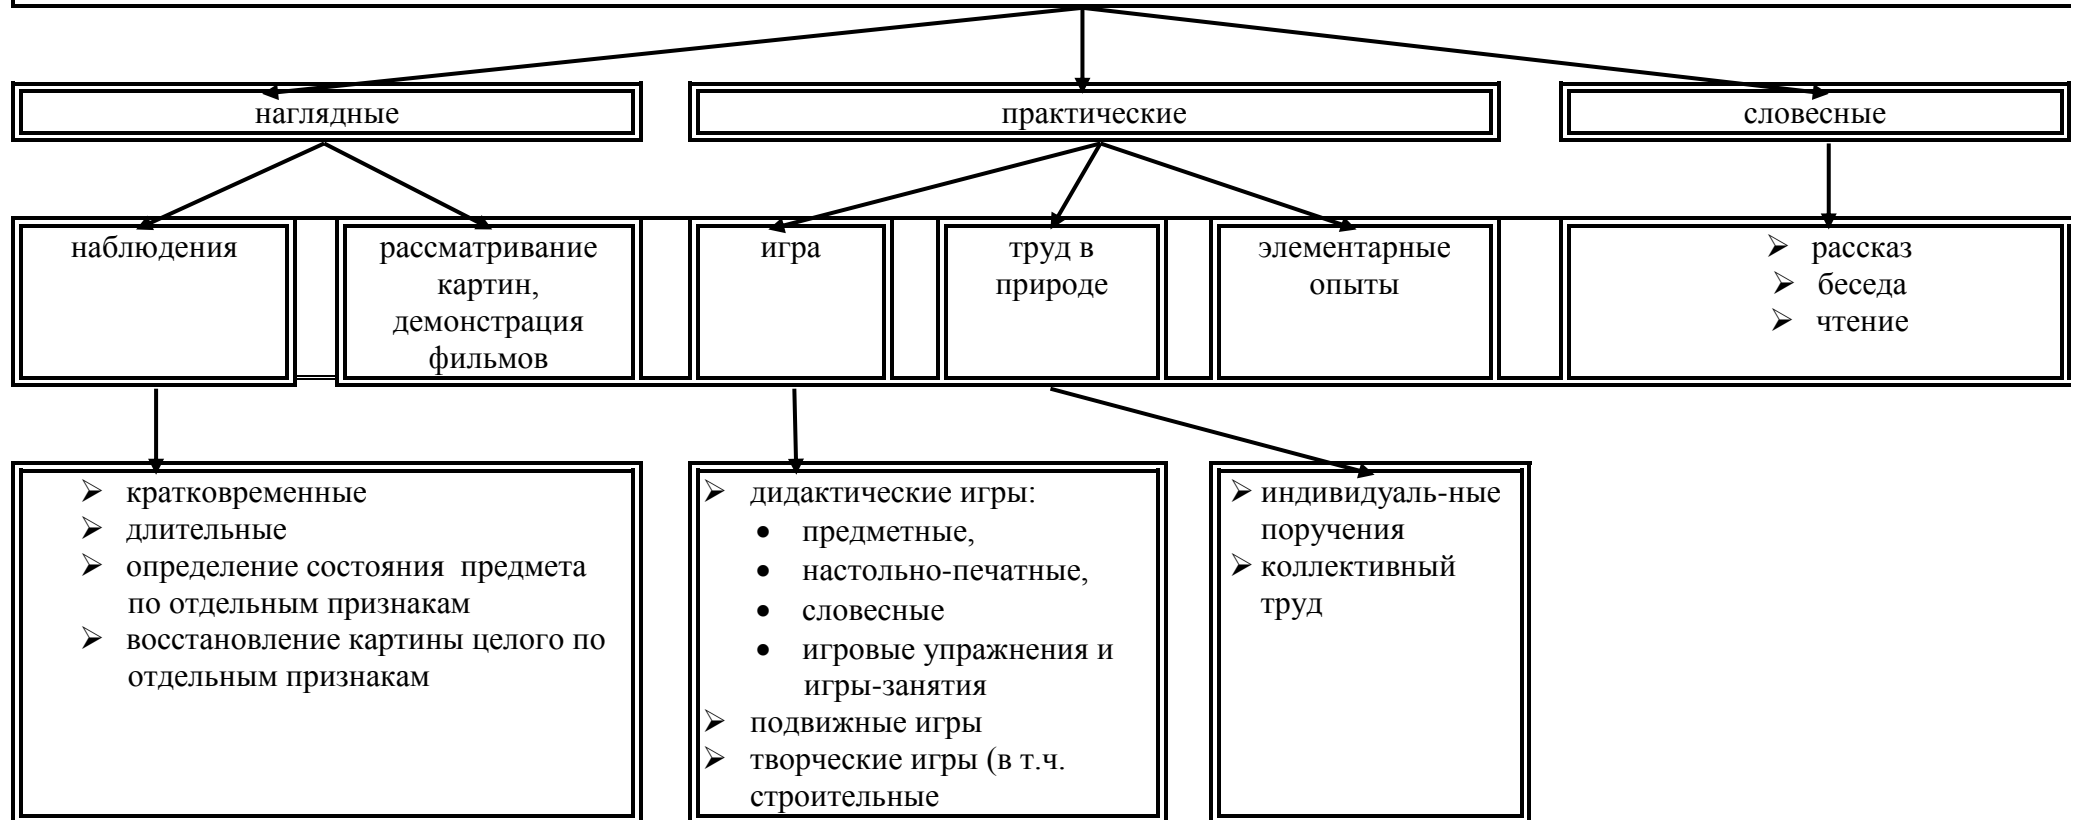 наглядные
практические
словесные
наблюдения
рассматривание
картин,
демонстрация
фильмов
игра
труд в
природе
элементарные
опыты
➢ рассказ
➢ беседа
➢ чтение
➢ кратковременные
➢ длительные
➢ определение состояния предмета
по отдельным признакам
➢ восстановление картины целого по
отдельным признакам
➢ дидактические игры:
• предметные,
• настольно-печатные,
• словесные
• игровые упражнения и
игры-занятия
➢ подвижные игры
➢ творческие игры (в т.ч.
строительные
➢ индивидуаль-ные
поручения
➢ коллективный
труд